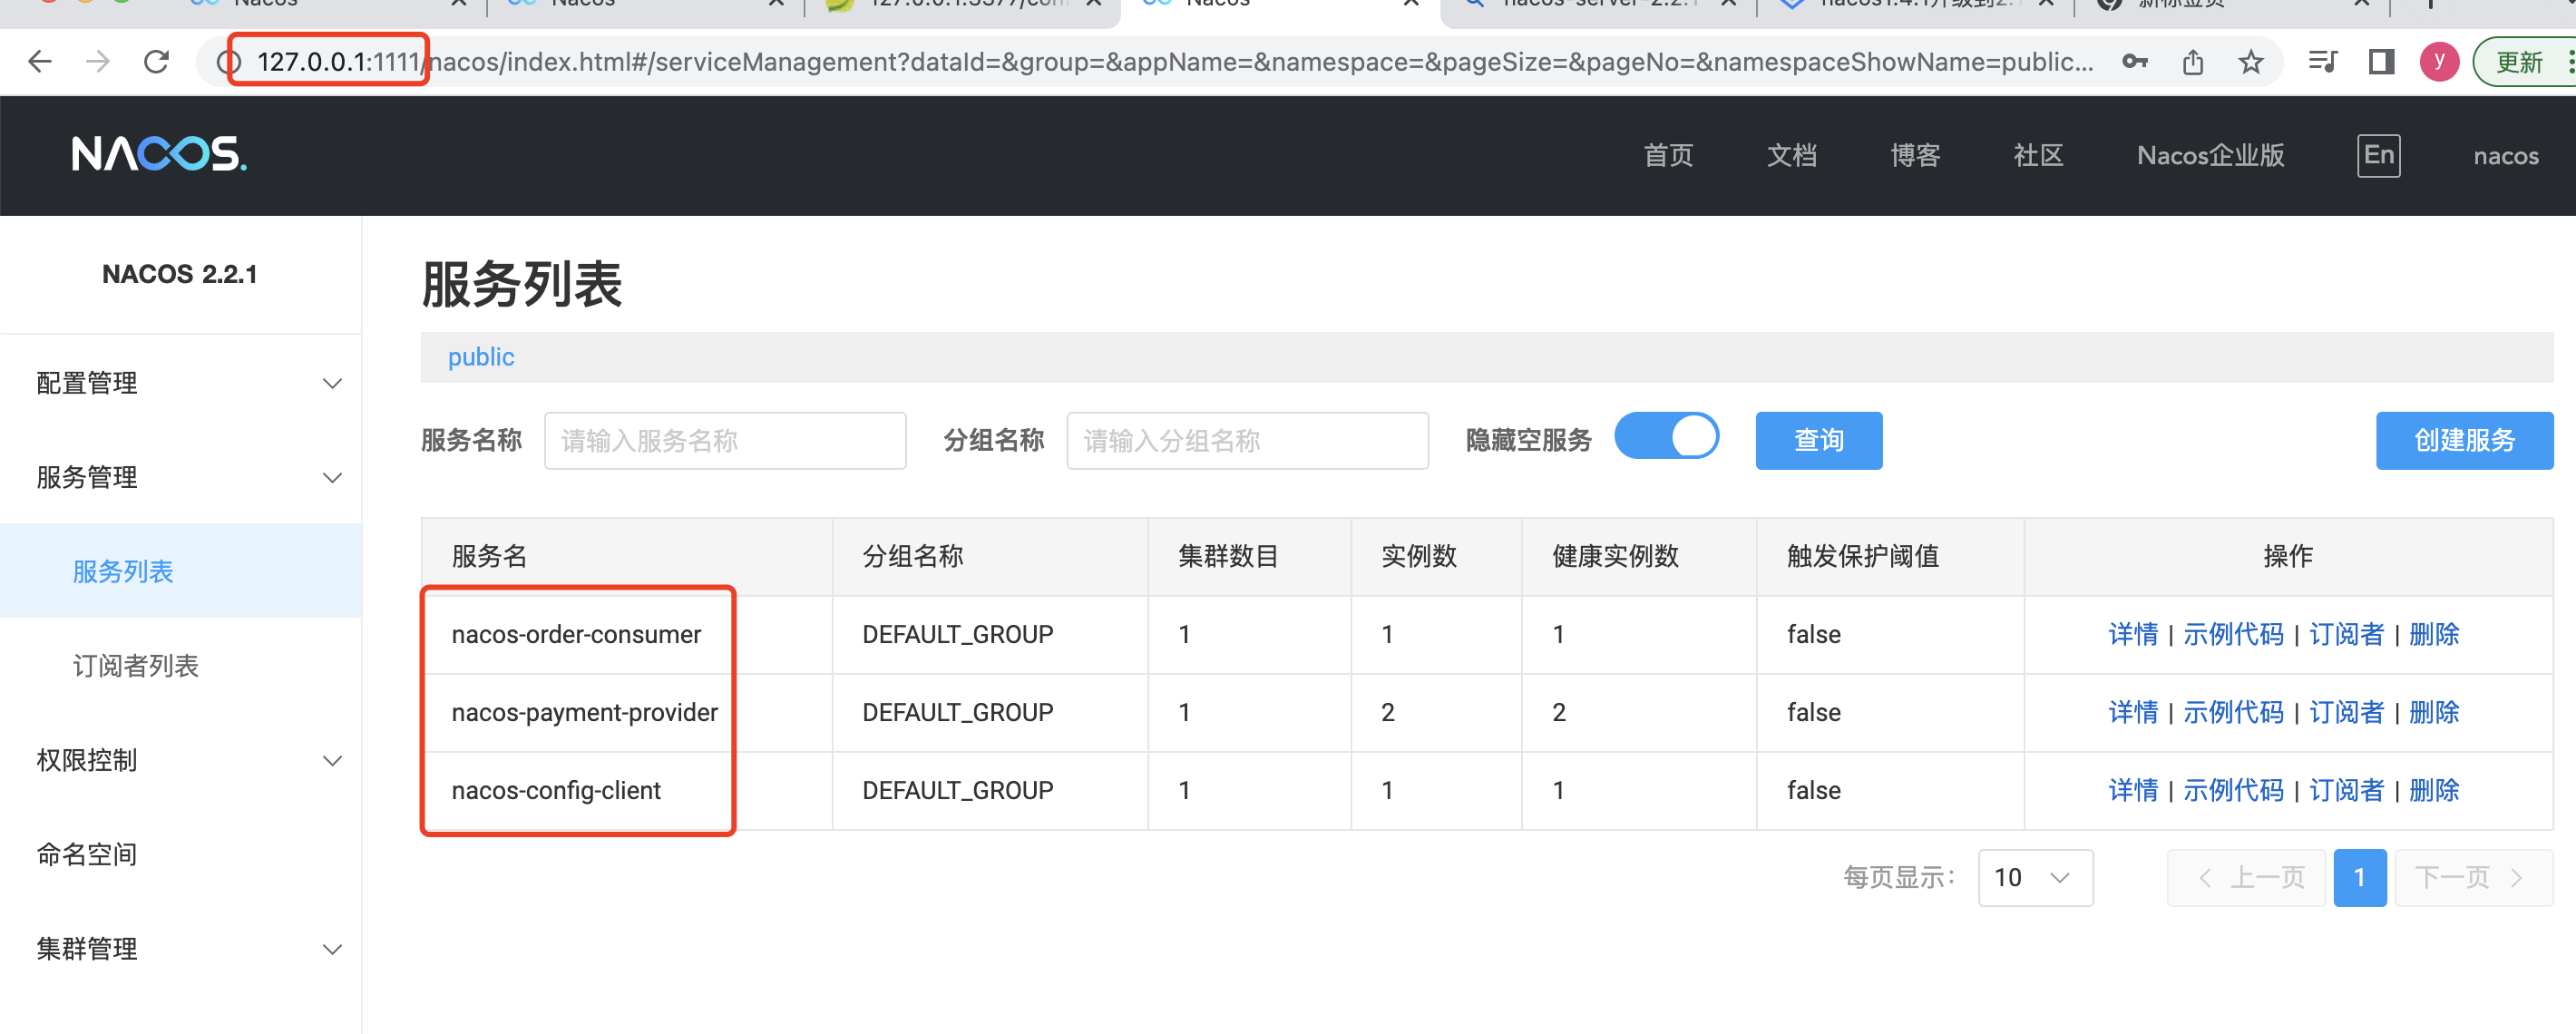 Nacos
Nacos
Nacos
127.0.0.1:1111/nacos/index.html#/serviceManagement?dataId=&group=&appName=&namespace=&pageSize=&pageNo=&namespaceShowName=public...
y
更新
NACOS.
首页
文档
博客
社区
Nacos企业版
En
nacos
NACOS 2.2.1
配置管理
服务管理
服务列表
订阅者列表
权限控制
命名空间
集群管理
服务列表
public
服务名称 请输入服务名称 分组名称 请输入分组名称 隐藏空服务 查询 创建服务
服务名 分组名称 集群数目 实例数 健康实例数 触发保护阈值 操作
nacos-order-consumer DEFAULT_GROUP 1 1 1 false 详情 | 示例代码 | 订阅者 | 删除
nacos-payment-provider DEFAULT_GROUP 1 2 2 false 详情 | 示例代码 | 订阅者 | 删除
nacos-config-client DEFAULT_GROUP 1 1 1 false 详情 | 示例代码 | 订阅者 | 删除
每页显示: 10 上一页 1 下一页